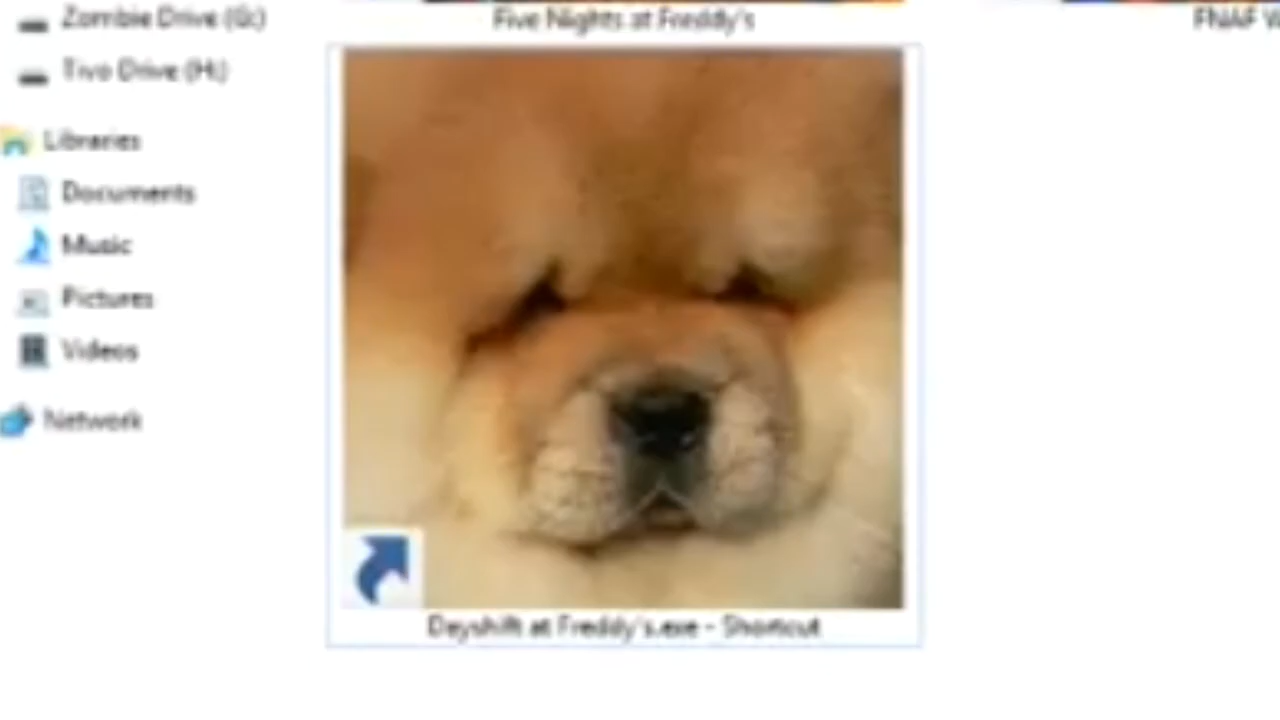 Zombie Drive (G:)
Tivo Drive (H:)
Libraries
Documents
Music
Pictures
Videos
Network
Five Nights at Freddy's
FNAF W
Dayshift at Freddy's.exe - Shortcut